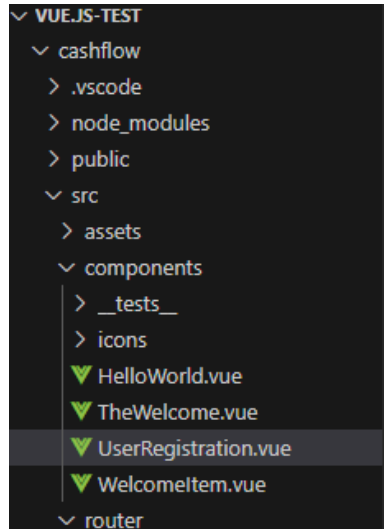 VUE.JS-TEST
cashflow
.vscode
node_modules
public
src
assets
components
__tests__
icons
HelloWorld.vue
TheWelcome.vue
UserRegistration.vue
WelcomeItem.vue
router